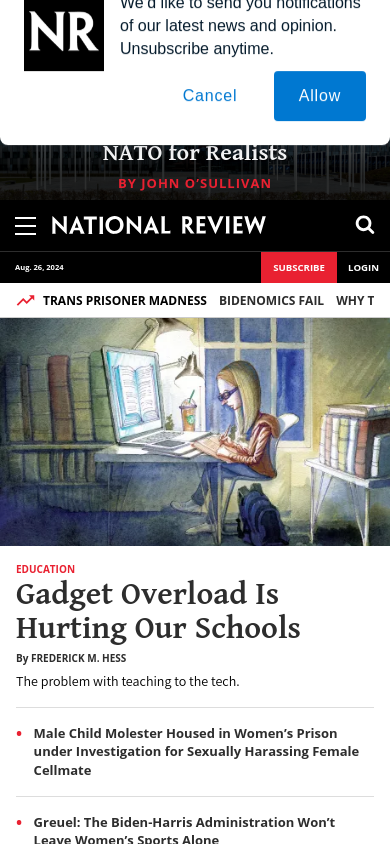 We'd like to send you notifications
NR
of our latest news and opinion.
Unsubscribe anytime.
Cancel
Allow
NATO for Realists
BY JOHN O'SULLIVAN
NATIONAL REVIEW
Aug. 26, 2024
SUBSCRIBE
LOGIN
TRANS PRISONER MADNESS BIDENOMICS FAIL WHY T
EDUCATION
Gadget Overload Is
Hurting Our Schools
By FREDERICK M. HESS
The problem with teaching to the tech.
• Male Child Molester Housed in Women's Prison
under Investigation for Sexually Harassing Female
Cellmate
• Greuel: The Biden-Harris Administration Won't
Leave Women's Sports Alone